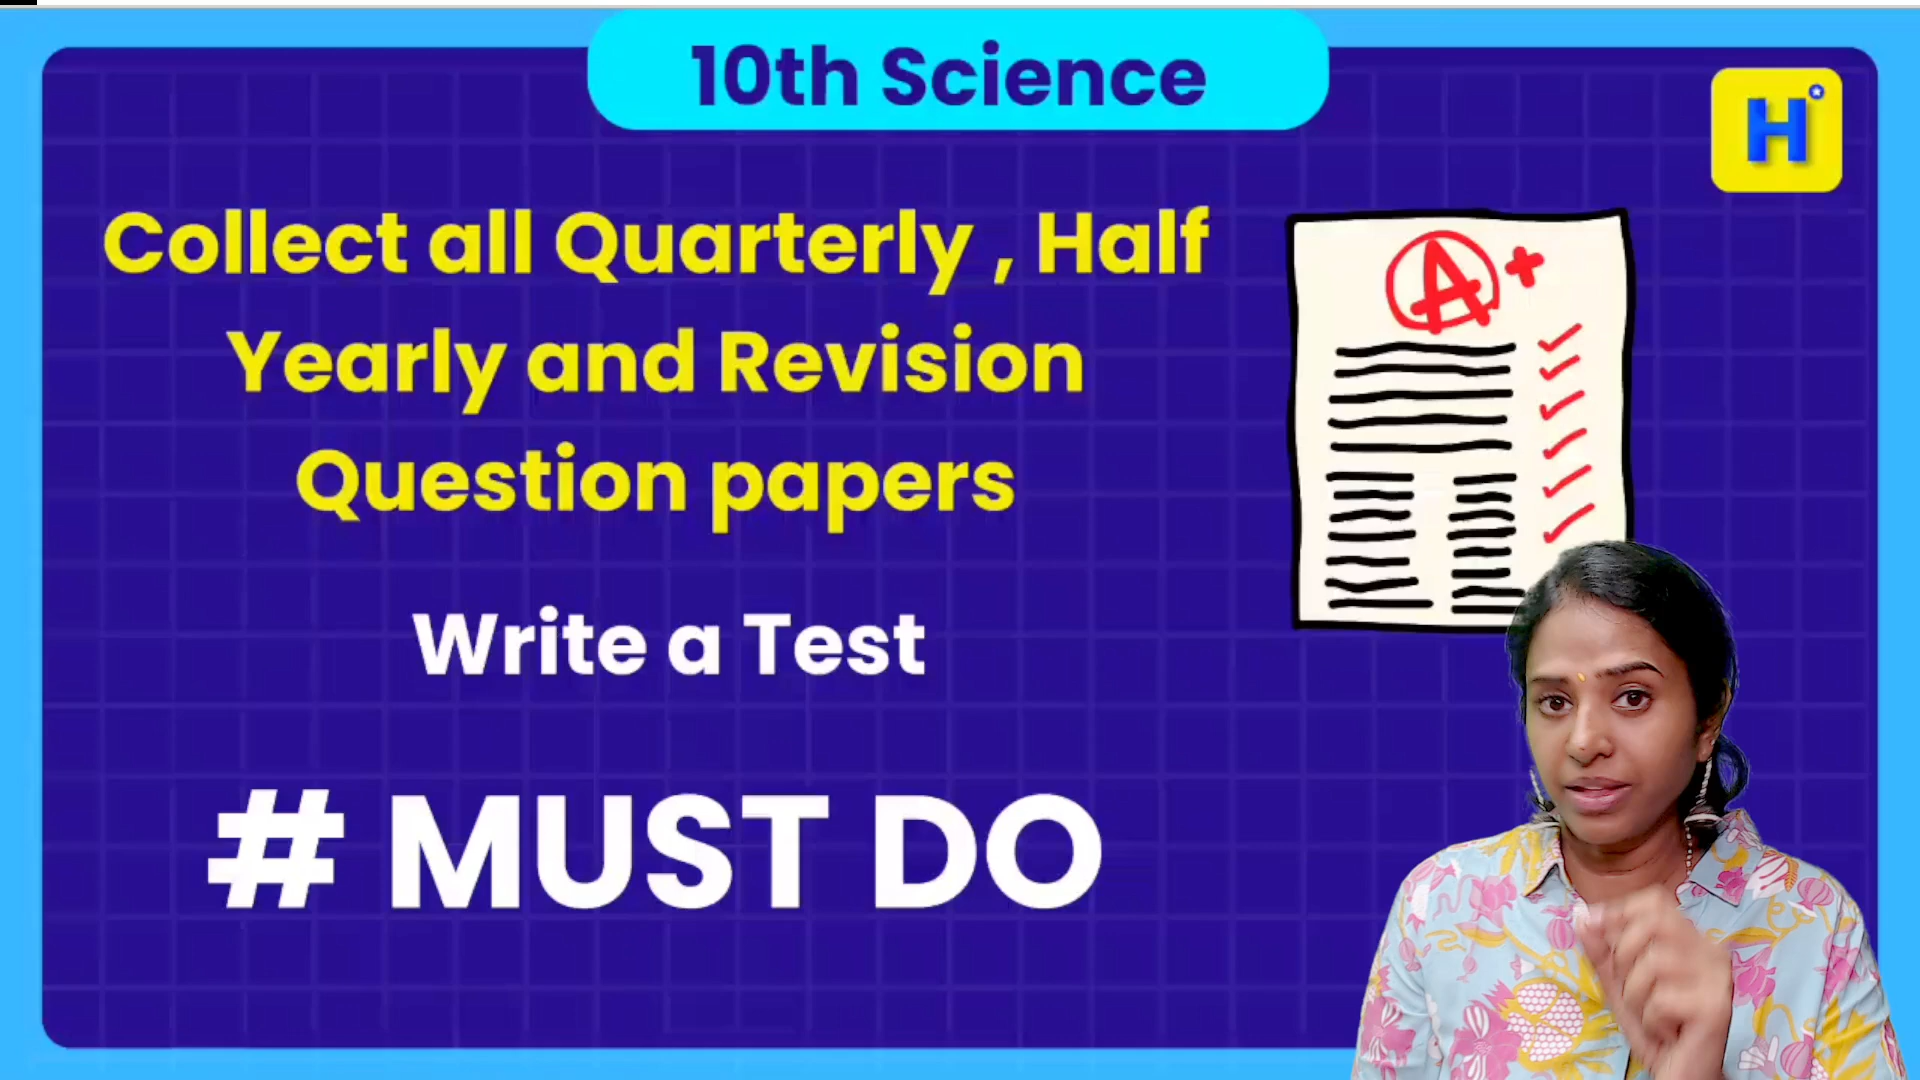 10th Science
H
Collect all Quarterly , Half
Yearly and Revision
Question papers
A+
Write a Test
# MUST DO